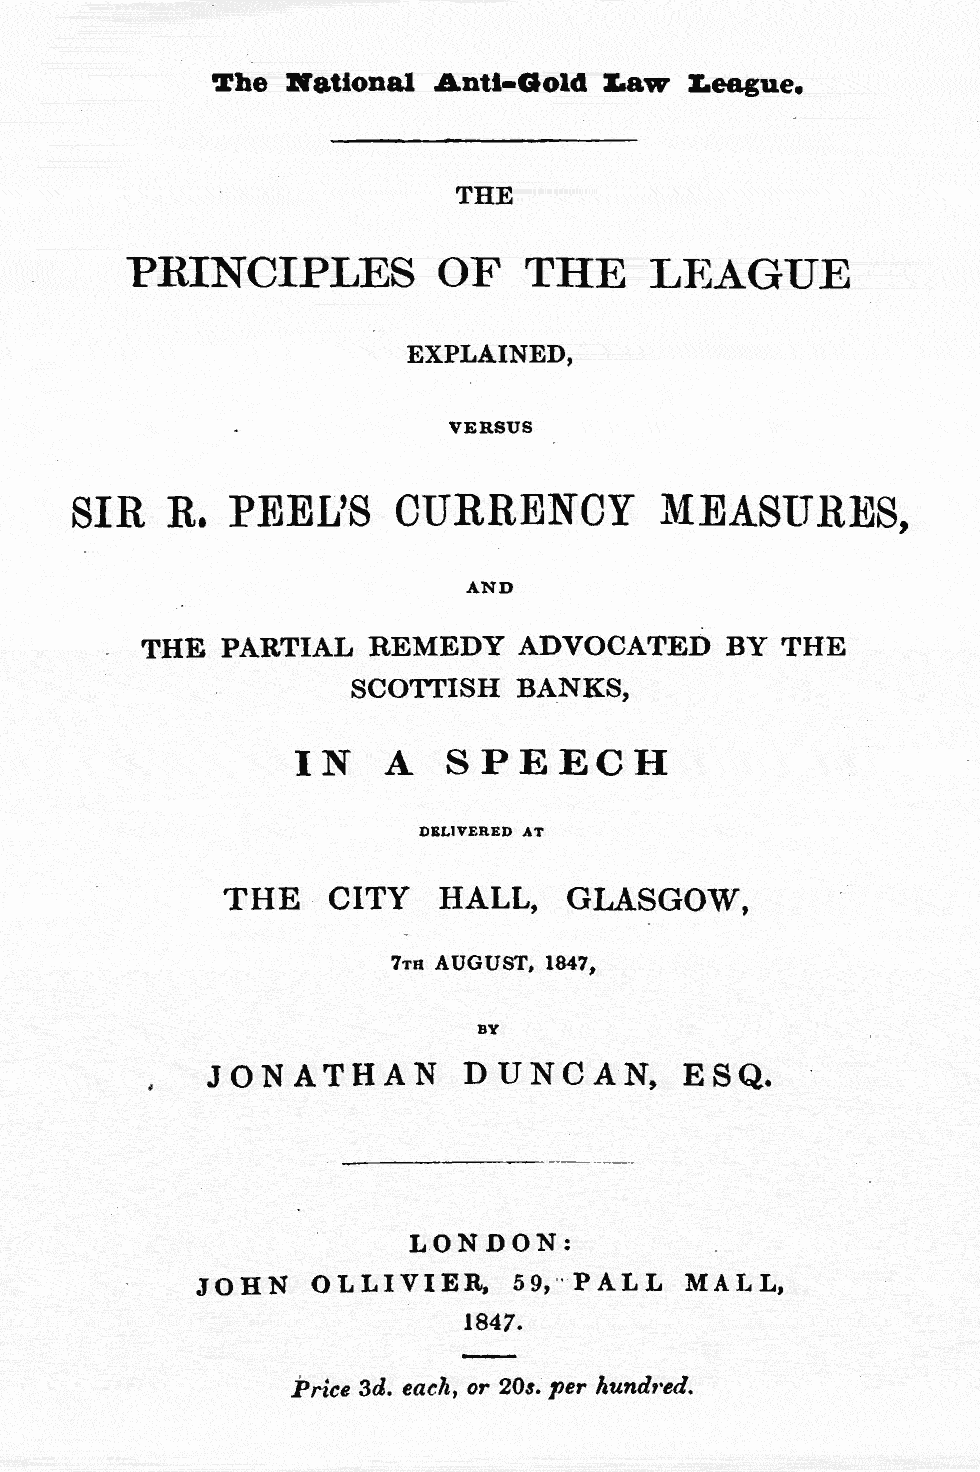 The National Anti-Gold Law League.
THE
PRINCIPLES OF THE LEAGUE
EXPLAINED,
VERSUS
SIR R. PEEL'S CURRENCY MEASURES,
AND
THE PARTIAL REMEDY ADVOCATED BY THE
SCOTTISH BANKS,
IN A SPEECH
DELIVERED AT
THE CITY HALL, GLASGOW,
7TH AUGUST, 1847,
BY
JONATHAN DUNCAN, ESQ.
LONDON:
JOHN OLLIVIER, 59, PALL MALL,
1847.
Price 3d. each, or 20s. per hundred.